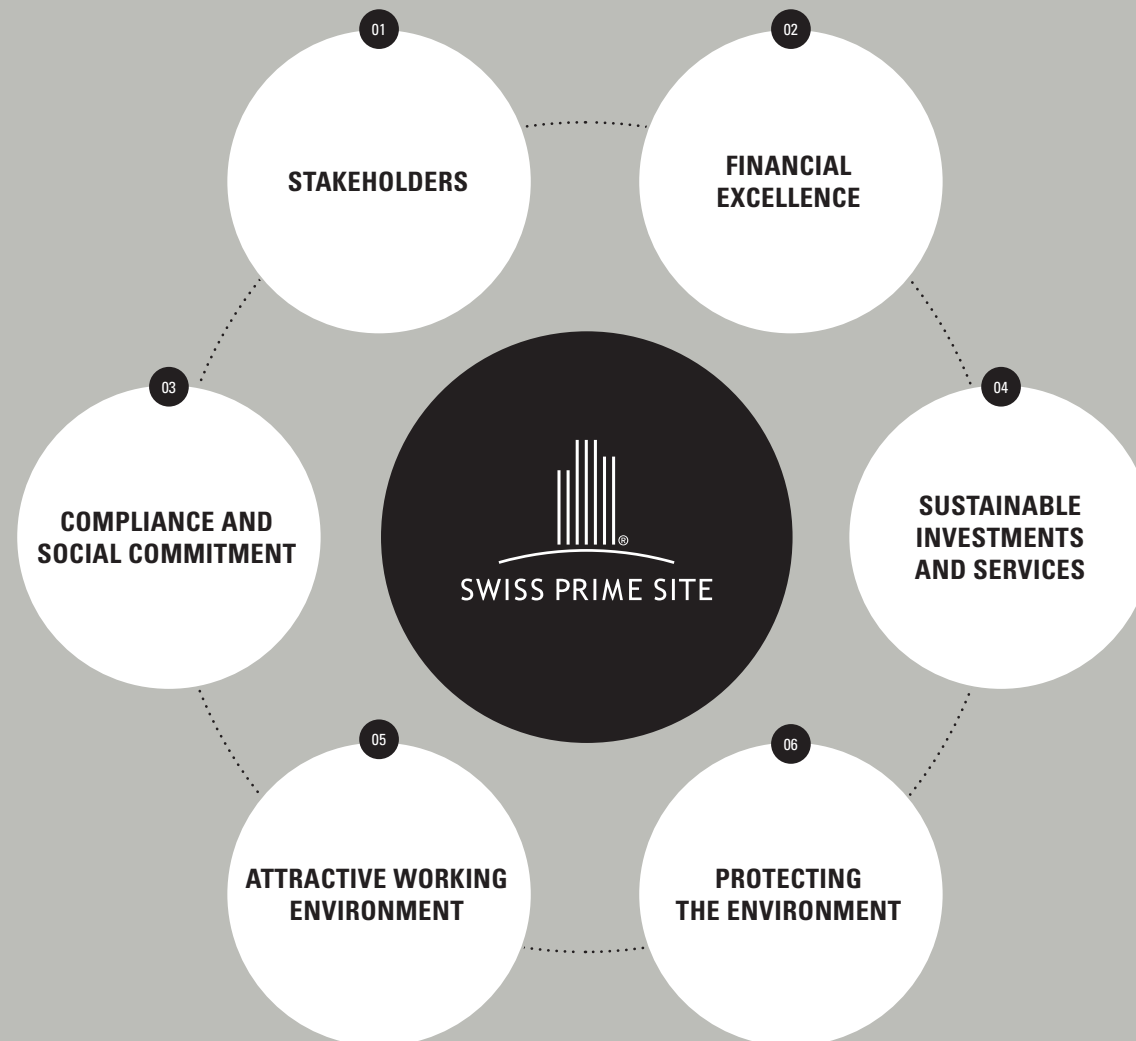 01
STAKEHOLDERS
02
FINANCIAL
EXCELLENCE
03
COMPLIANCE AND
SOCIAL COMMITMENT
®
SWISS PRIME SITE
04
SUSTAINABLE
INVESTMENTS
AND SERVICES
05
ATTRACTIVE WORKING
ENVIRONMENT
06
PROTECTING
THE ENVIRONMENT